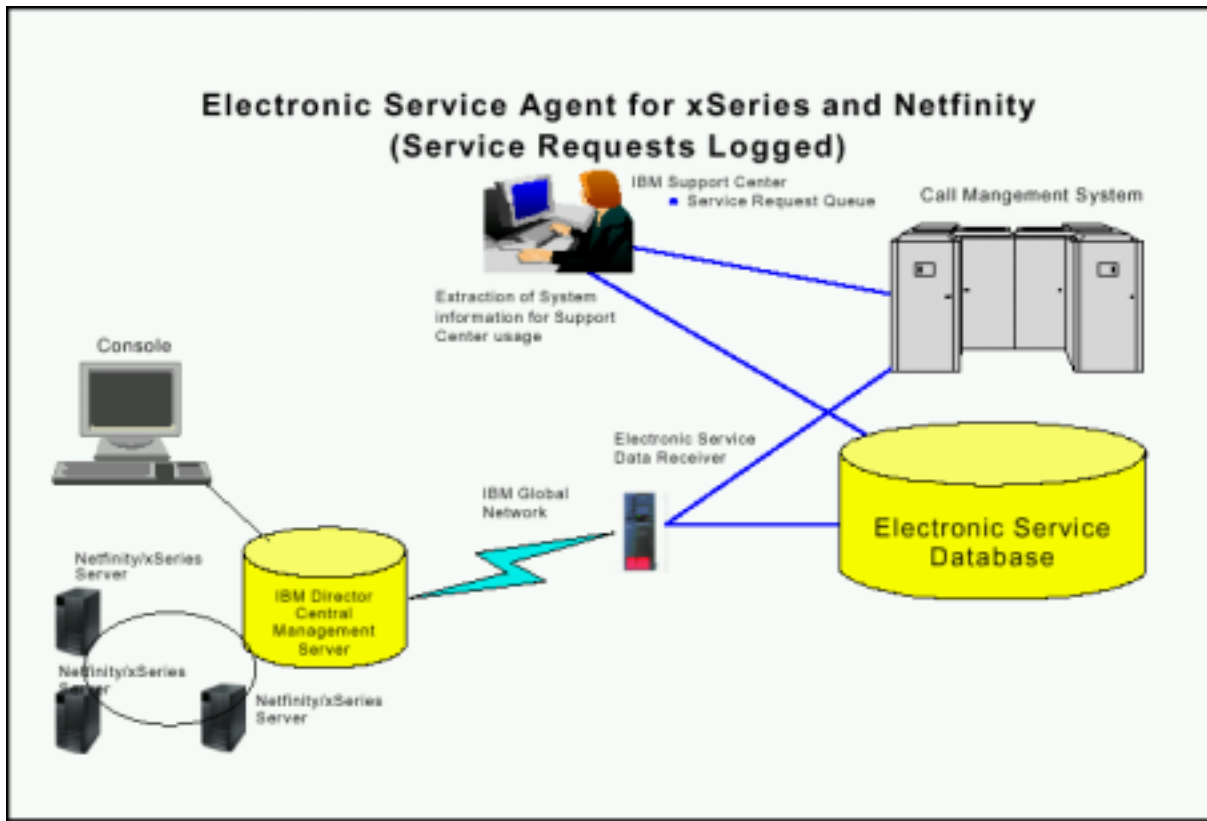 Electronic Service Agent for xSeries and Netfinity
(Service Requests Logged)
IBM Support Center
Service Request Queue
Call Mangement System
Extraction of System
information for Support
Center usage
Console
Electronic Service
Data Receiver
IBM Global
Network
Electronic Service
Database
Netfinity/xSeries
Server
IBM Director
Central
Management
Server
Netfinity/xSeries
Server
Netfinity/xSeries
Server